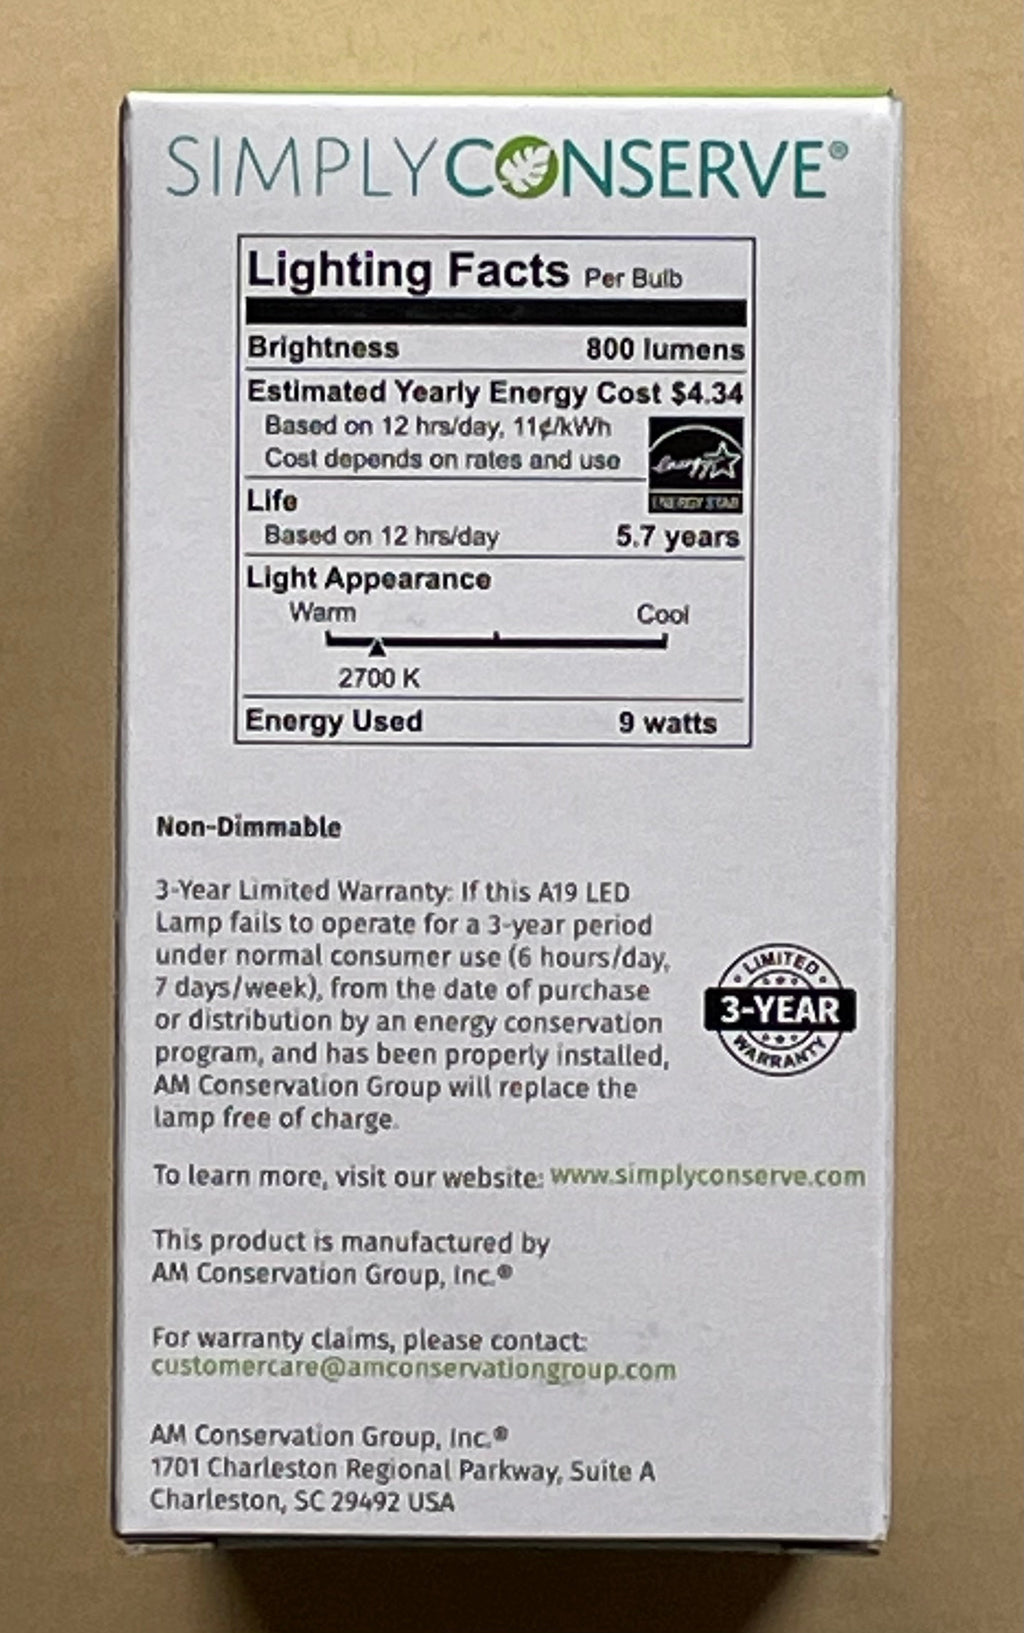 SIMPLYCONSERVE®
Lighting Facts Per Bulb
Brightness 800 lumens
Estimated Yearly Energy Cost $4.34
Based on 12 hrs/day, 11¢/kWh
Cost depends on rates and use
energy
ENERGY STAR
Life
Based on 12 hrs/day 5.7 years
Light Appearance
Warm Cool
2700 K
Energy Used 9 watts
Non-Dimmable
3-Year Limited Warranty: If this A19 LED
Lamp fails to operate for a 3-year period
under normal consumer use (6 hours/day,
7 days/week), from the date of purchase
or distribution by an energy conservation
program, and has been properly installed,
AM Conservation Group will replace the
lamp free of charge.
LIMITED
3-YEAR
WARRANTY
To learn more, visit our website: www.simplyconserve.com
This product is manufactured by
AM Conservation Group, Inc.®
For warranty claims, please contact:
customercare@amconservationgroup.com
AM Conservation Group, Inc.®
1701 Charleston Regional Parkway, Suite A
Charleston, SC 29492 USA